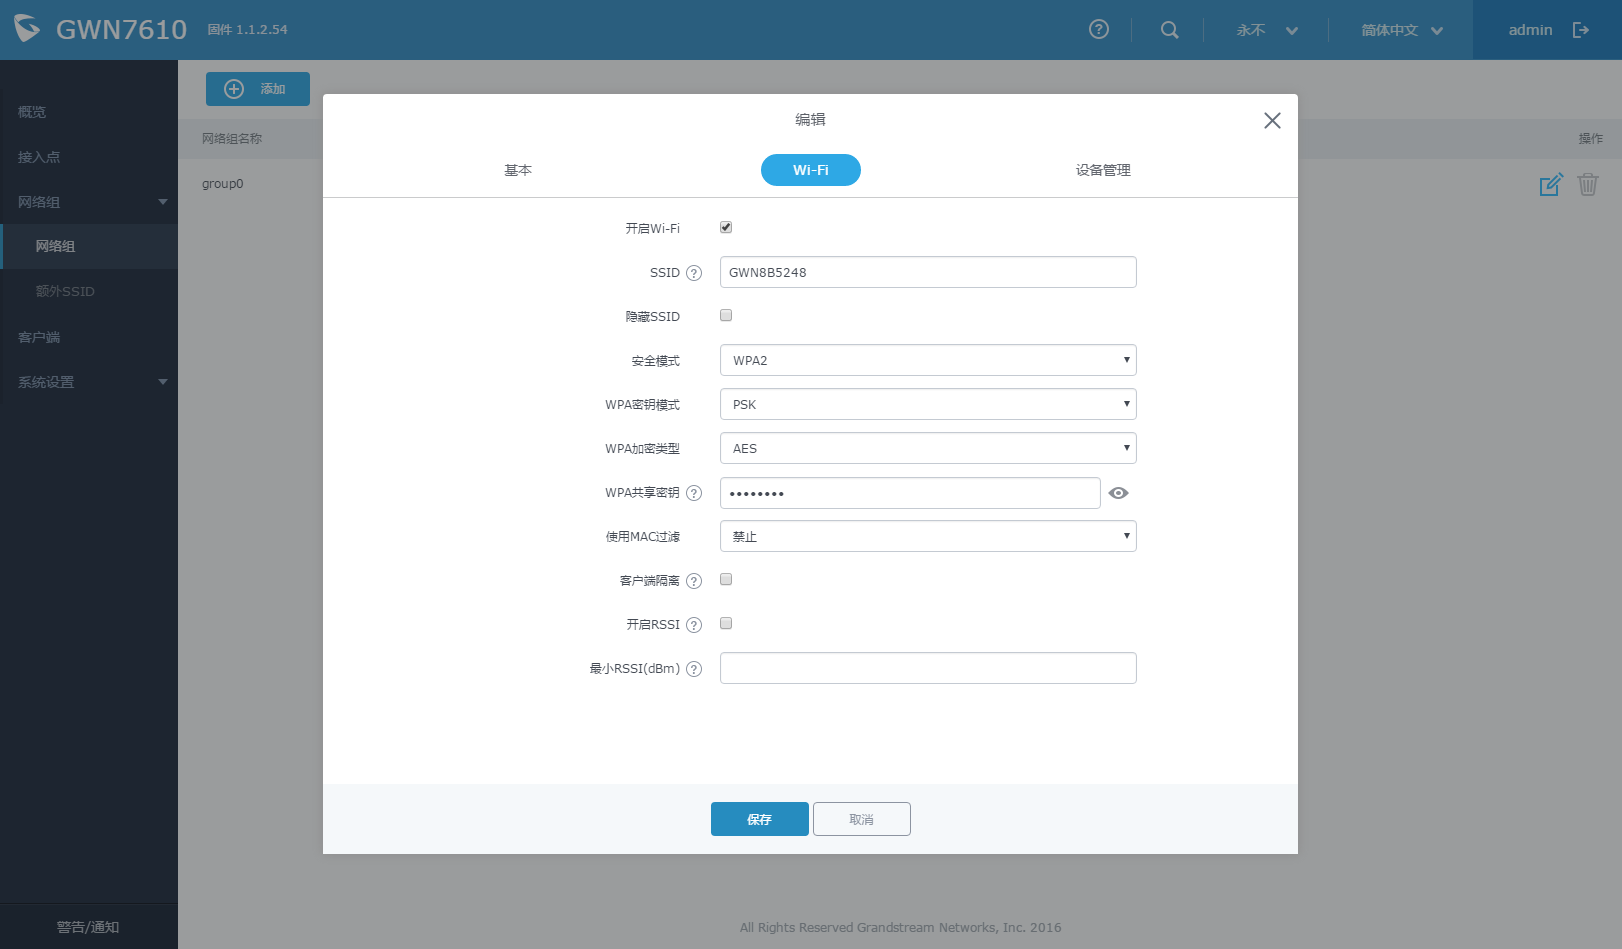 GWN7610 固件 1.1.2.54
永不
简体中文
admin
概览
接入点
网络组
网络组
额外SSID
客户端
系统设置
警告/通知
添加
网络组名称
操作
group0
编辑
基本
Wi-Fi
设备管理
开启Wi-Fi
SSID GWN8B5248
隐藏SSID
安全模式 WPA2
WPA密钥模式 PSK
WPA加密类型 AES
WPA共享密钥 ••••••••
使用MAC过滤 禁止
客户端隔离
开启RSSI
最小RSSI(dBm)
保存
取消
All Rights Reserved Grandstream Networks, Inc. 2016